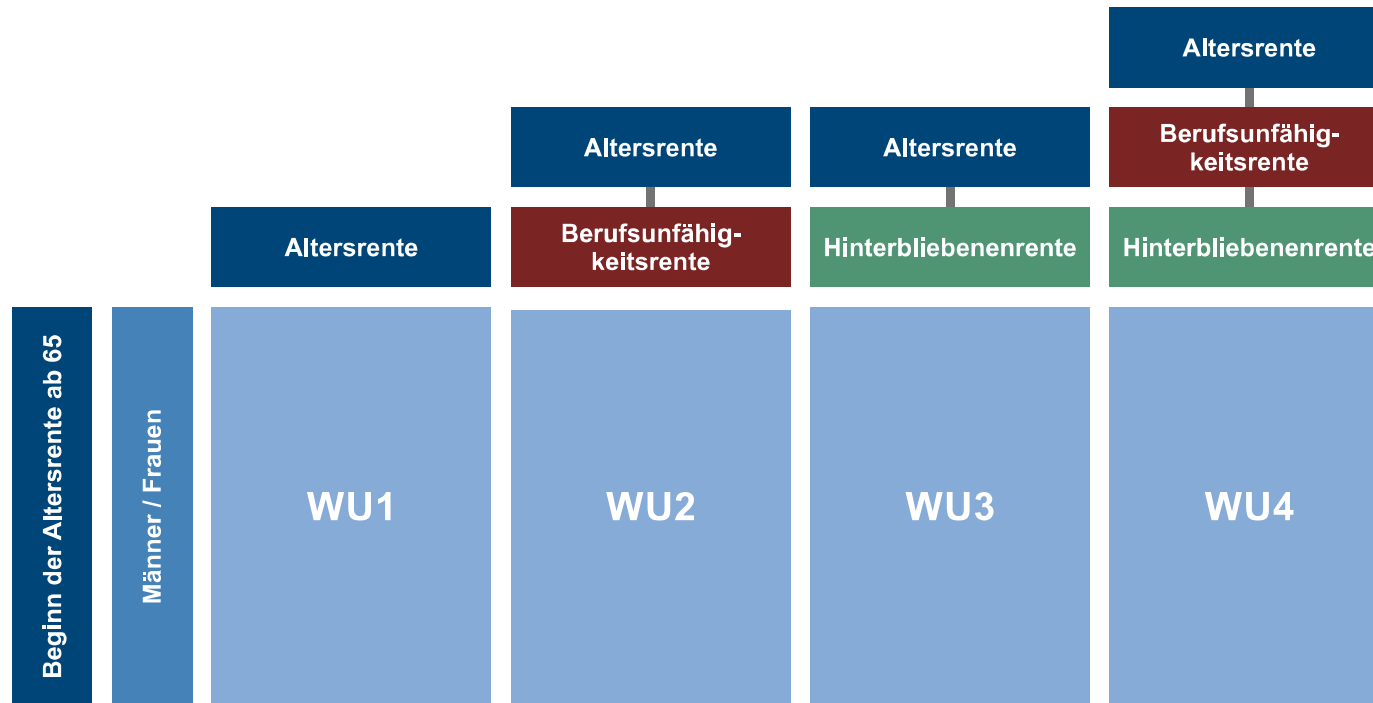 Altersrente
Altersrente
Altersrente
Berufsunfähig-
keitsrente
Altersrente
Berufsunfähig-
keitsrente
Hinterbliebenenrente
Hinterbliebenenrente
Beginn der Altersrente ab 65
Männer / Frauen
WU1
WU2
WU3
WU4